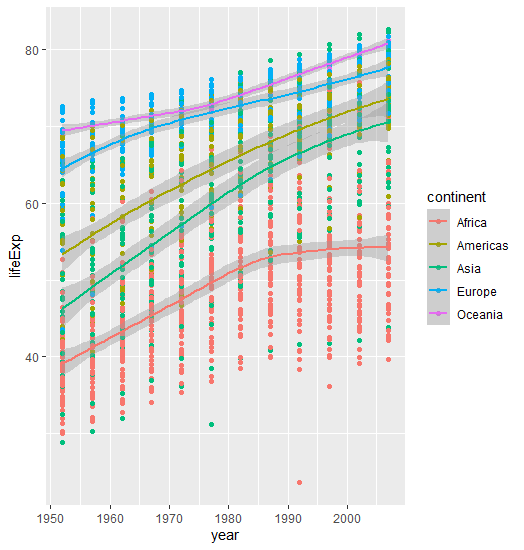 80
60
40
lifeExp
1950
1960
1970
1980
1990
2000
year
continent
Africa
Americas
Asia
Europe
Oceania